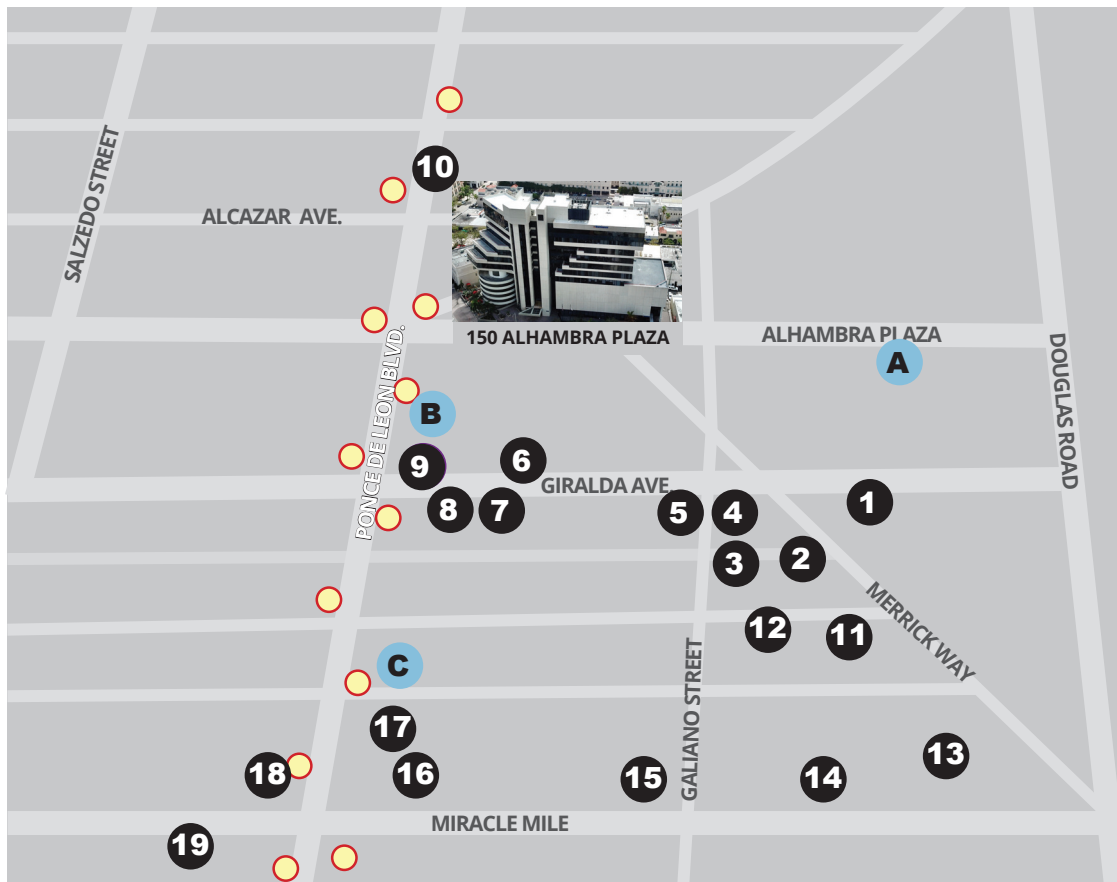 10
SALZEDO STREET
ALCAZAR AVE.
150 ALHAMBRA PLAZA
ALHAMBRA PLAZA
A
PONCE DE LEON BLVD.
DOUGLAS ROAD
B
9
6
GIRALDA AVE.
8
7
5
4
1
3
2
MERRICK WAY
12
11
C
GALIANO STREET
17
18
16
15
14
13
MIRACLE MILE
19